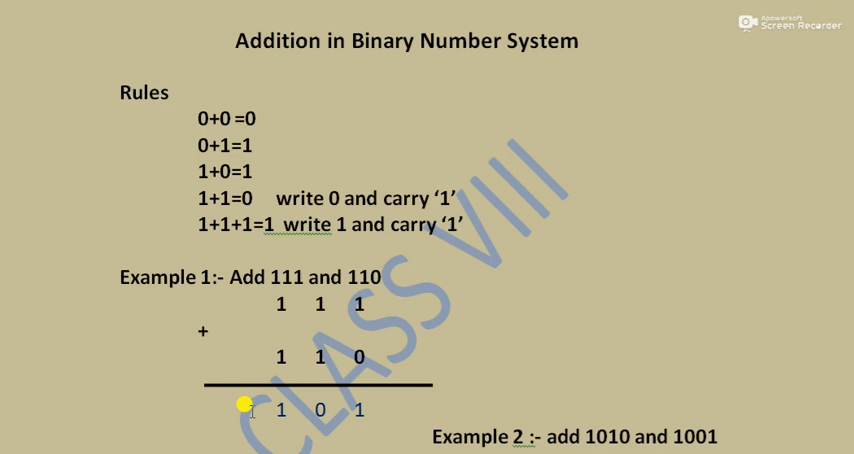 Apowersoft
Screen Recorder
Addition in Binary Number System
Rules
0+0 =0
0+1=1
1+0=1
1+1=0 write 0 and carry ‘1’
1+1+1=1 write 1 and carry ‘1’
Example 1:- Add 111 and 110
1 1 1
+
1 1 0
1 0 1
Example 2 :- add 1010 and 1001
CLASS VIII